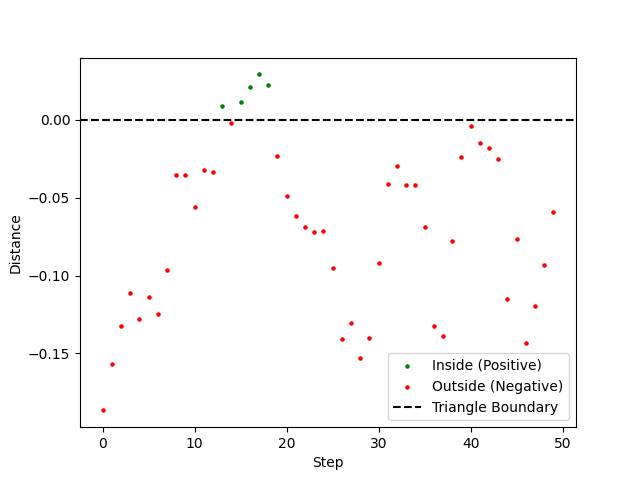 0.00
−0.05
−0.10
−0.15
Distance
Inside (Positive)
Outside (Negative)
Triangle Boundary
0 10 20 30 40 50
Step